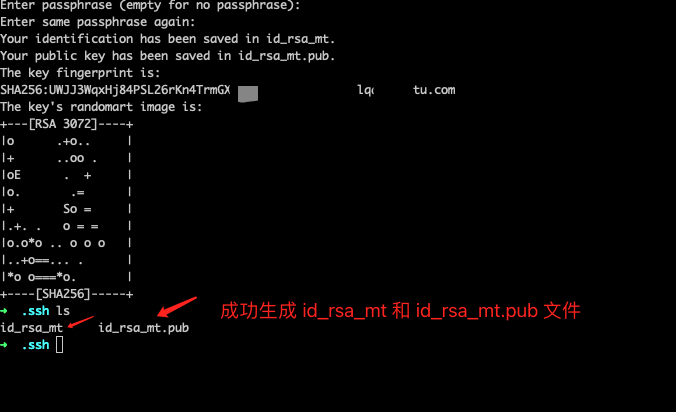 Enter passphrase (empty for no passphrase):
Enter same passphrase again:
Your identification has been saved in id_rsa_mt.
Your public key has been saved in id_rsa_mt.pub.
The key fingerprint is:
SHA256:UWJJ3WqxHj84PSL26rKn4TrmGX lq tu.com
The key's randomart image is:
+---[RSA 3072]----+
|o      .+o..     |
|+      ..oo .    |
|oE      .  +     |
|o.       .=      |
|+       So =     |
|.+. .   o = =    |
|o.o*o .. o o o   |
|..+o==... .      |
|*o o===*o.       |
+----[SHA256]-----+
➜ .ssh ls
id_rsa_mt id_rsa_mt.pub
➜ .ssh
成功生成 id_rsa_mt 和 id_rsa_mt.pub 文件